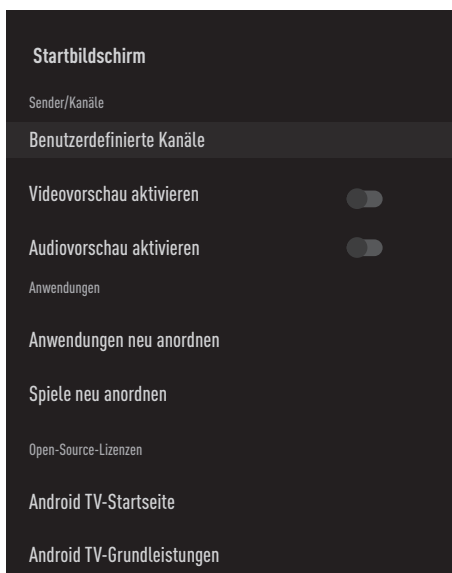 Startbildschirm
Sender/Kanäle
Benutzerdefinierte Kanäle
Videovorschau aktivieren
Audiovorschau aktivieren
Anwendungen
Anwendungen neu anordnen
Spiele neu anordnen
Open-Source-Lizenzen
Android TV-Startseite
Android TV-Grundleistungen